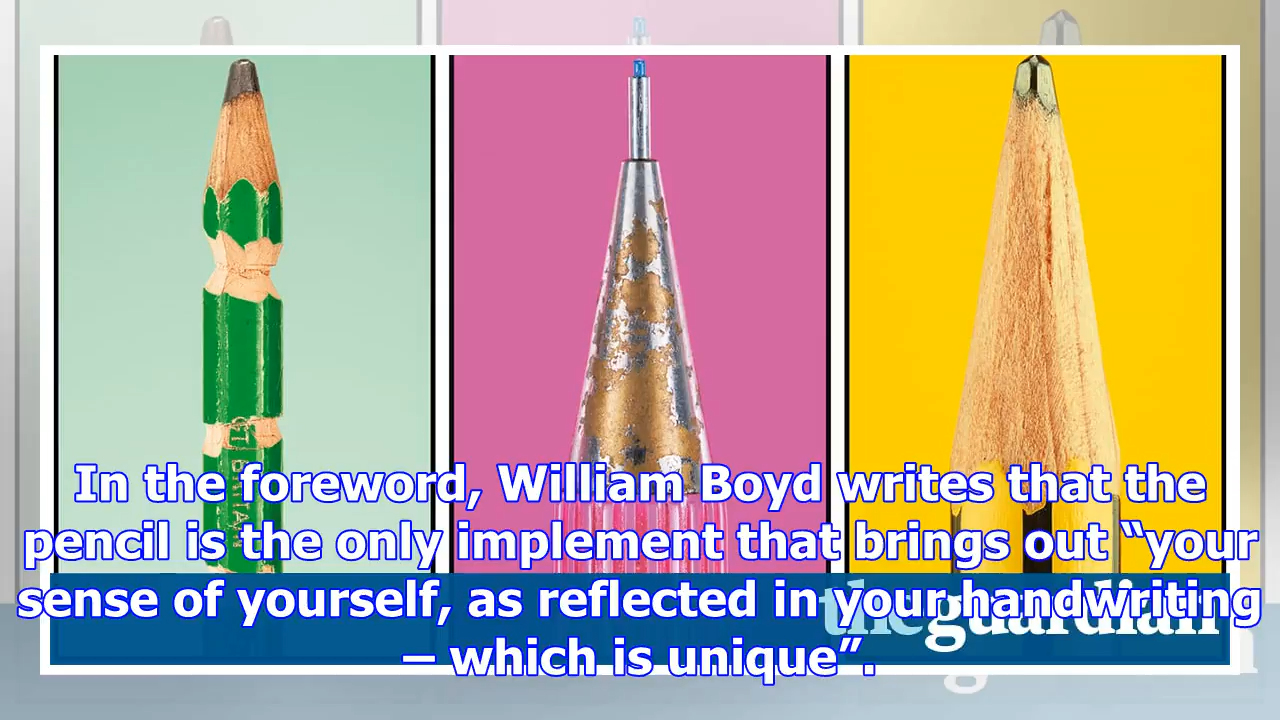 In the foreword, William Boyd writes that the
pencil is the only implement that brings out “your
sense of yourself, as reflected in your handwriting
– which is unique”.
theguardian